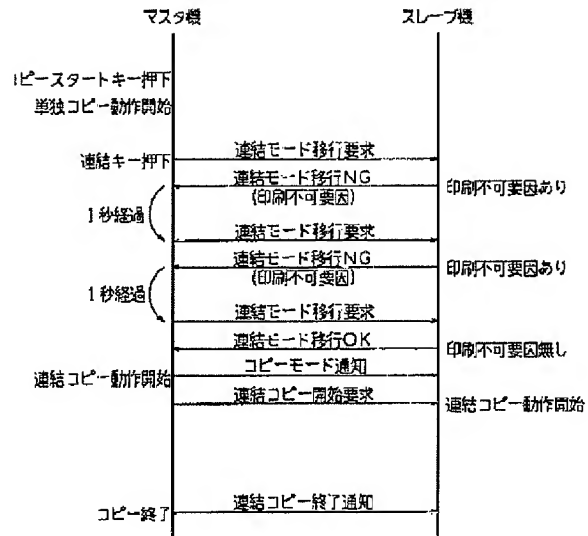 マスタ機
スレーブ機
コピースタートキー押下
単独コピー動作開始
連結キー押下
連結モード移行要求
連結モード移行NG
(印刷不可要因)
印刷不可要因あり
1秒経過
連結モード移行要求
連結モード移行NG
(印刷不可要因)
印刷不可要因あり
1秒経過
連結モード移行要求
連結モード移行OK
印刷不可要因無し
コピーモード通知
連結コピー動作開始
連結コピー開始要求
連結コピー動作開始
連結コピー終了通知
コピー終了